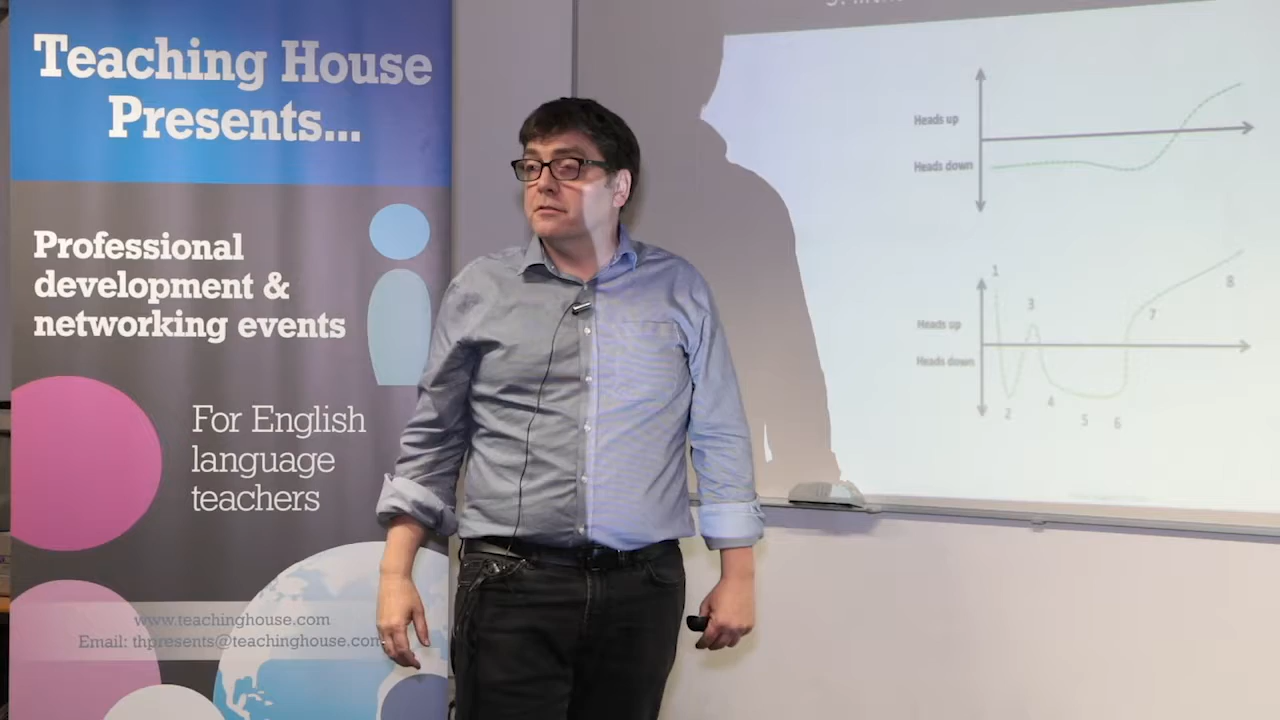 Teaching House
Presents...
Professional
development &
networking events
For English
language
teachers
www.teachinghouse.com
Email: thpresents@teachinghouse.com
Heads up
Heads down
1
3
8
7
Heads up
Heads down
2
4
5
6